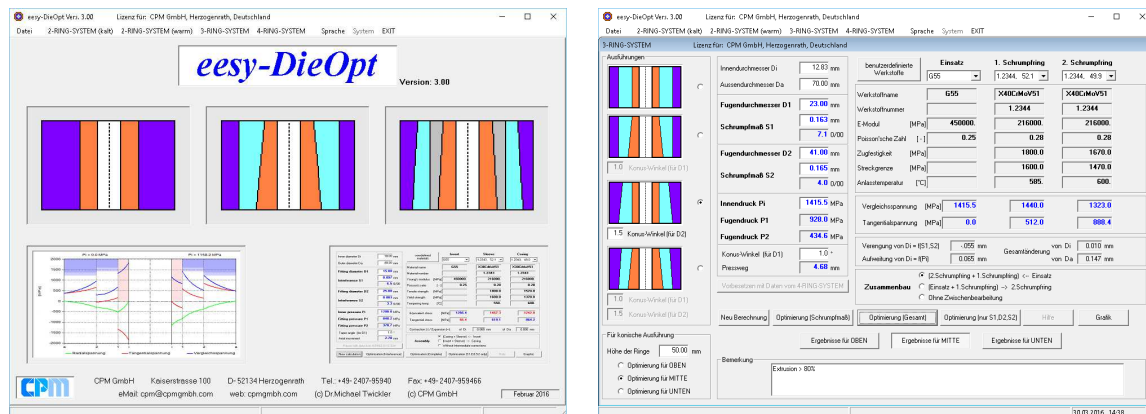 eesy-DieOpt Vers. 3.00 Lizenz für: CPM GmbH, Herzogenrath, Deutschland
Datei 2-RING-SYSTEM (kalt) 2-RING-SYSTEM (warm) 3-RING-SYSTEM 4-RING-SYSTEM Sprache System EXIT
eesy-DieOpt
Version: 3.00
Radialspannung Tangentialspannung Vergleichsspannung
CPM
CPM GmbH Kaiserstrasse 100 D-52134 Herzogenrath Tel.: +49-2407-95940 Fax: +49-2407-959466
eMail: cpm@cpmgmbh.com web: cpmgmbh.com (c) Dr.Michael Twickler (c) CPM GmbH
Februar 2016
eesy-DieOpt Vers. 3.00 Lizenz für: CPM GmbH, Herzogenrath, Deutschland
Datei 2-RING-SYSTEM (kalt) 2-RING-SYSTEM (warm) 3-RING-SYSTEM 4-RING-SYSTEM Sprache System EXIT
3-RING-SYSTEM Lizenz für: CPM GmbH, Herzogenrath, Deutschland
Ausführungen
1.0 Konus-Winkel (für D1)
1.5 Konus-Winkel (für D2)
1.0 Konus-Winkel (für D1)
1.5 Konus-Winkel (für D2)
Für konische Ausführung
Höhe der Ringe 50.00 mm
Optimierung für OBEN
Optimierung für MITTE
Optimierung für UNTEN
Innendurchmesser Di 12.83 mm
Aussendurchmesser Da 70.00 mm
Fugendurchmesser D1 23.00 mm
Schrumpfmaß S1 0.163 mm
7.1 0/00
Fugendurchmesser D2 41.00 mm
Schrumpfmaß S2 0.165 mm
4.0 0/00
Innendruck Pi 1415.5 MPa
Fugendruck P1 928.0 MPa
Fugendruck P2 434.6 MPa
Konus-Winkel (für D1) 1.0 °
Pressweg 4.68 mm
Vorbesetzen mit Daten vom 4-RING-SYSTEM
benutzerdefinierte Werkstoffe
Einsatz 1. Schrumpfring 2. Schrumpfring
G55 1.2344, 52.1 1.2344, 49.9
Werkstoffname G55 X40CrMoV51 X40CrMoV51
Werkstoffnummer 1.2344 1.2344
E-Modul [MPa] 450000. 216000. 216000.
Poisson'sche Zahl [-] 0.25 0.28 0.28
Zugfestigkeit [MPa] 1800.0 1670.0
Streckgrenze [MPa] 1600.0 1470.0
Anlasstemperatur [°C] 585. 600.
Vergleichsspannung [MPa] 1415.5 1440.0 1323.0
Tangentialspannung [MPa] 0.0 512.0 888.4
Verengung von Di = f(S1,S2) -.055 mm
Aufweitung von Di = f(Pi) 0.065 mm
Gesamtänderung von Di 0.010 mm
von Da 0.147 mm
Zusammenbau
(2.Schrumpfring + 1.Schrumpfring) <- Einsatz
(Einsatz + 1.Schrumpfring) -> 2.Schrumpfring
Ohne Zwischenbearbeitung
Neu Berechnung Optimierung (Schrumpfmaß) Optimierung (Gesamt) Optimierung (nur S1,D2,S2) Hilfe Grafik
Ergebnisse für OBEN Ergebnisse für MITTE Ergebnisse für UNTEN
Bemerkung
Extrusion > 80%
30.03.2016 14:38